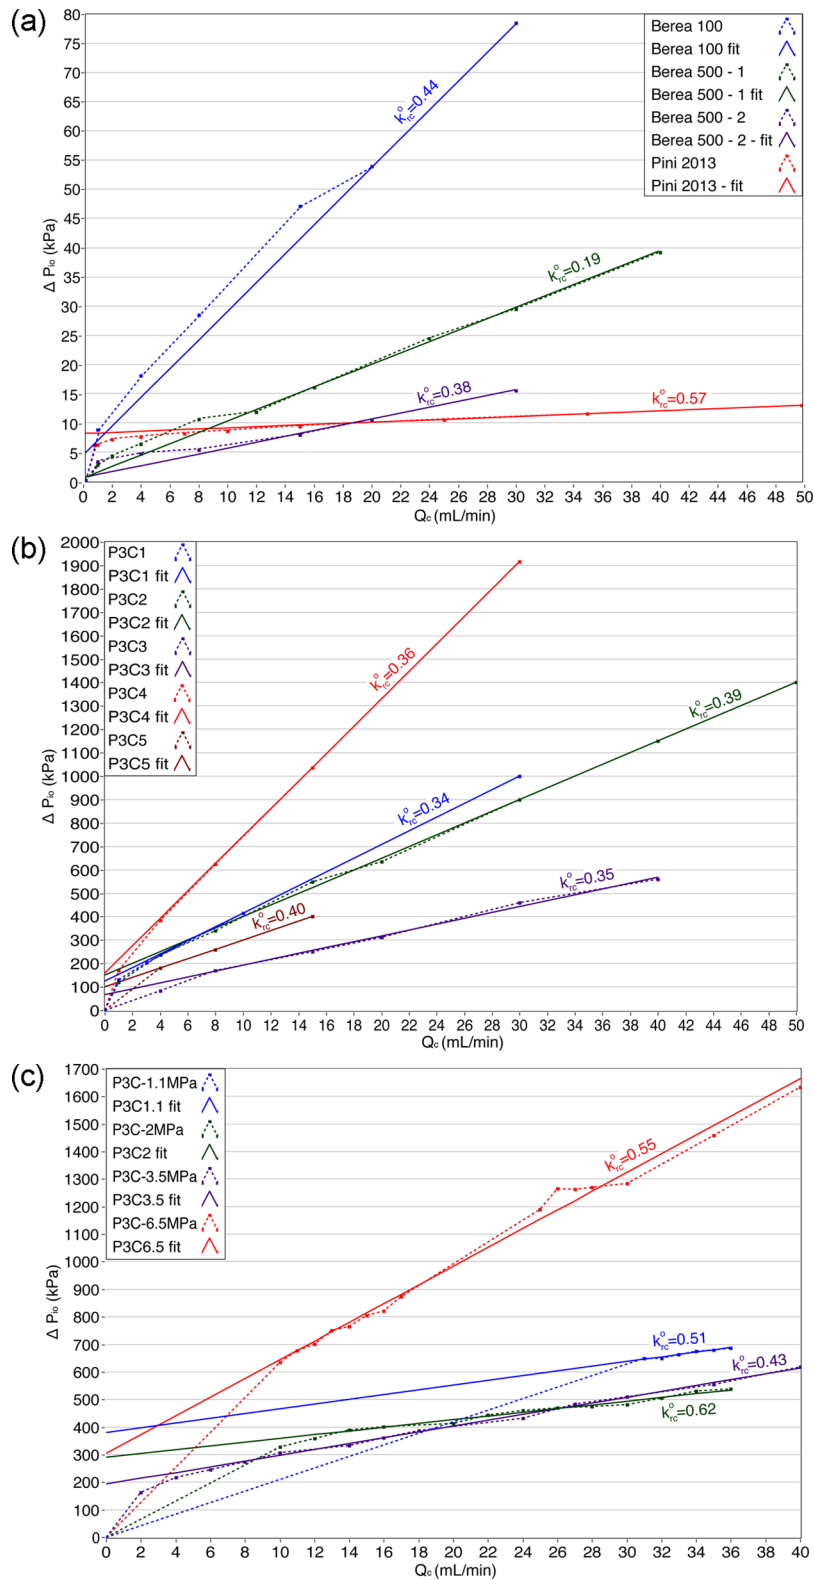 (a)
80
75
70
65
60
55
50
45
40
35
30
25
20
15
10
5
0
Δ P_io (kPa)
Berea 100
Berea 100 fit
Berea 500 - 1
Berea 500 - 1 fit
Berea 500 - 2
Berea 500 - 2 - fit
Pini 2013
Pini 2013 - fit
k°rc=0.44
k°rc=0.19
k°rc=0.38
k°rc=0.57
0 2 4 6 8 10 12 14 16 18 20 22 24 26 28 30 32 34 36 38 40 42 44 46 48 50
Qc (mL/min)
(b)
2000
1900
1800
1700
1600
1500
1400
1300
1200
1100
1000
900
800
700
600
500
400
300
200
100
0
Δ P_io (kPa)
P3C1
P3C1 fit
P3C2
P3C2 fit
P3C3
P3C3 fit
P3C4
P3C4 fit
P3C5
P3C5 fit
k°rc=0.36
k°rc=0.39
k°rc=0.34
k°rc=0.35
k°rc=0.40
0 2 4 6 8 10 12 14 16 18 20 22 24 26 28 30 32 34 36 38 40 42 44 46 48 50
Qc (mL/min)
(c)
1700
1600
1500
1400
1300
1200
1100
1000
900
800
700
600
500
400
300
200
100
0
Δ P_io (kPa)
P3C-1.1MPa
P3C1.1 fit
P3C-2MPa
P3C2 fit
P3C-3.5MPa
P3C3.5 fit
P3C-6.5MPa
P3C6.5 fit
k°rc=0.55
k°rc=0.51
k°rc=0.43
k°rc=0.62
0 2 4 6 8 10 12 14 16 18 20 22 24 26 28 30 32 34 36 38 40
Qc (mL/min)